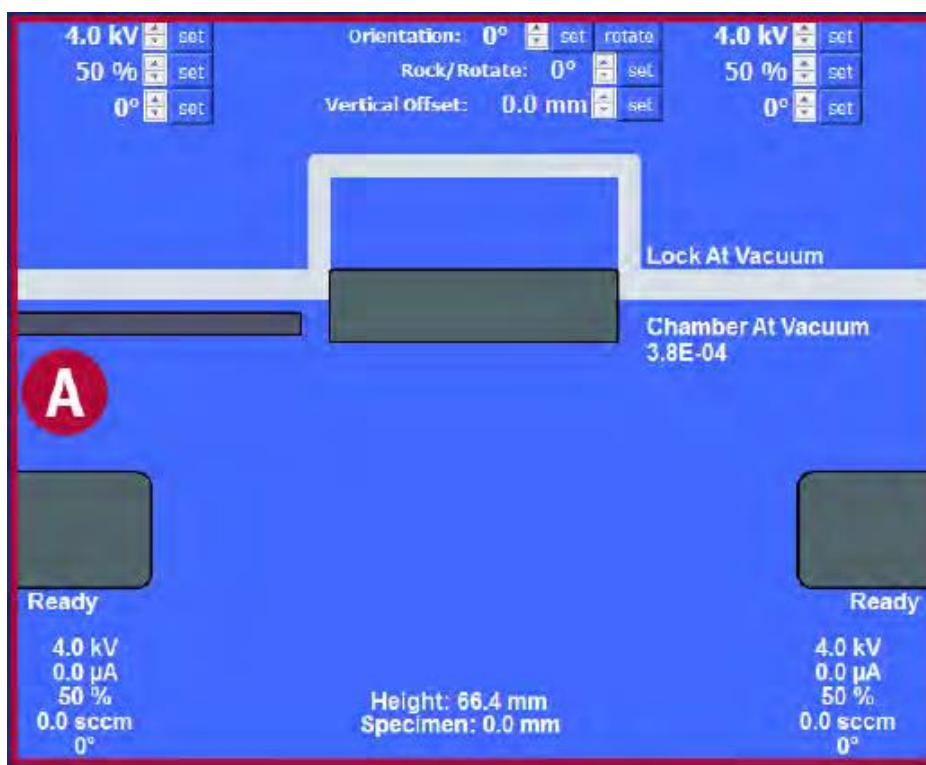 4.0 kV set Orientation: 0° set rotate 4.0 kV set
50 % set Rock/Rotate: 0° set 50 % set
0° set Vertical Offset: 0.0 mm set 0° set
Lock At Vacuum
Chamber At Vacuum
3.8E-04
A
Ready Ready
4.0 kV 4.0 kV
0.0 µA 0.0 µA
50 % Height: 66.4 mm 50 %
0.0 sccm Specimen: 0.0 mm 0.0 sccm
0° 0°